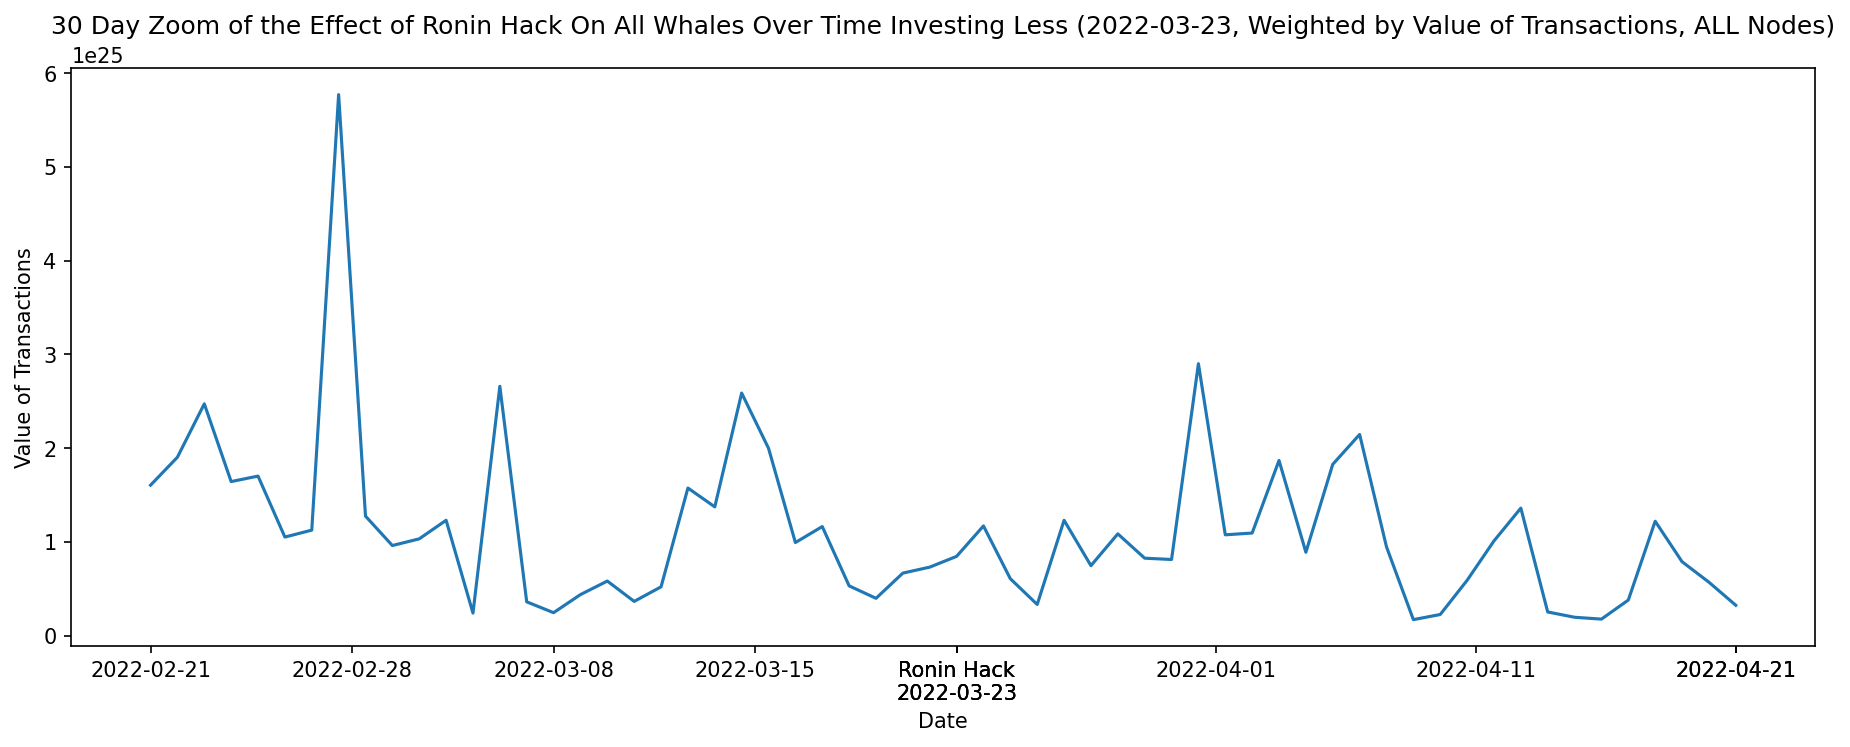 30 Day Zoom of the Effect of Ronin Hack On All Whales Over Time Investing Less (2022-03-23, Weighted by Value of Transactions, ALL Nodes)
1e25
6
5
4
3
2
1
0
Value of Transactions
2022-02-21 2022-02-28 2022-03-08 2022-03-15 Ronin Hack 2022-04-01 2022-04-11 2022-04-21
2022-03-23
Date